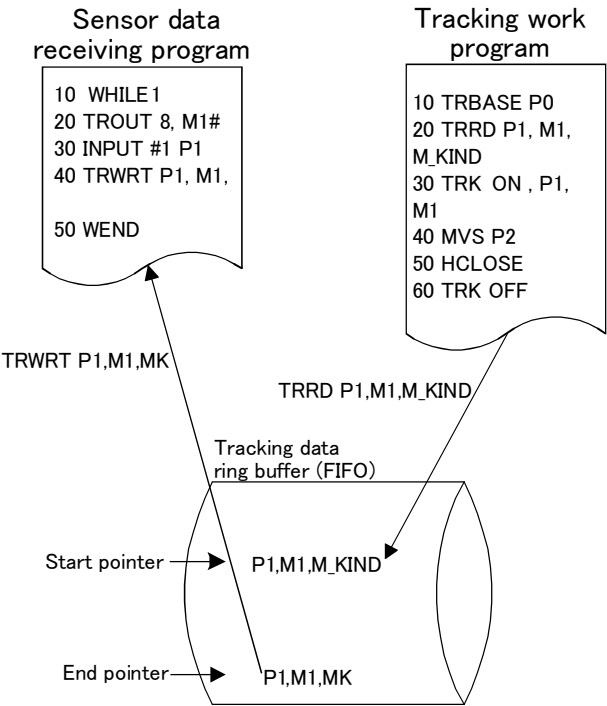 Sensor data
receiving program
10 WHILE1
20 TROUT 8, M1#
30 INPUT #1 P1
40 TRWRT P1, M1,
50 WEND
Tracking work
program
10 TRBASE P0
20 TRRD P1, M1,
M_KIND
30 TRK ON , P1,
M1
40 MVS P2
50 HCLOSE
60 TRK OFF
TRWRT P1,M1,MK
TRRD P1,M1,M_KIND
Tracking data
ring buffer (FIFO)
Start pointer
P1,M1,M_KIND
End pointer
P1,M1,MK